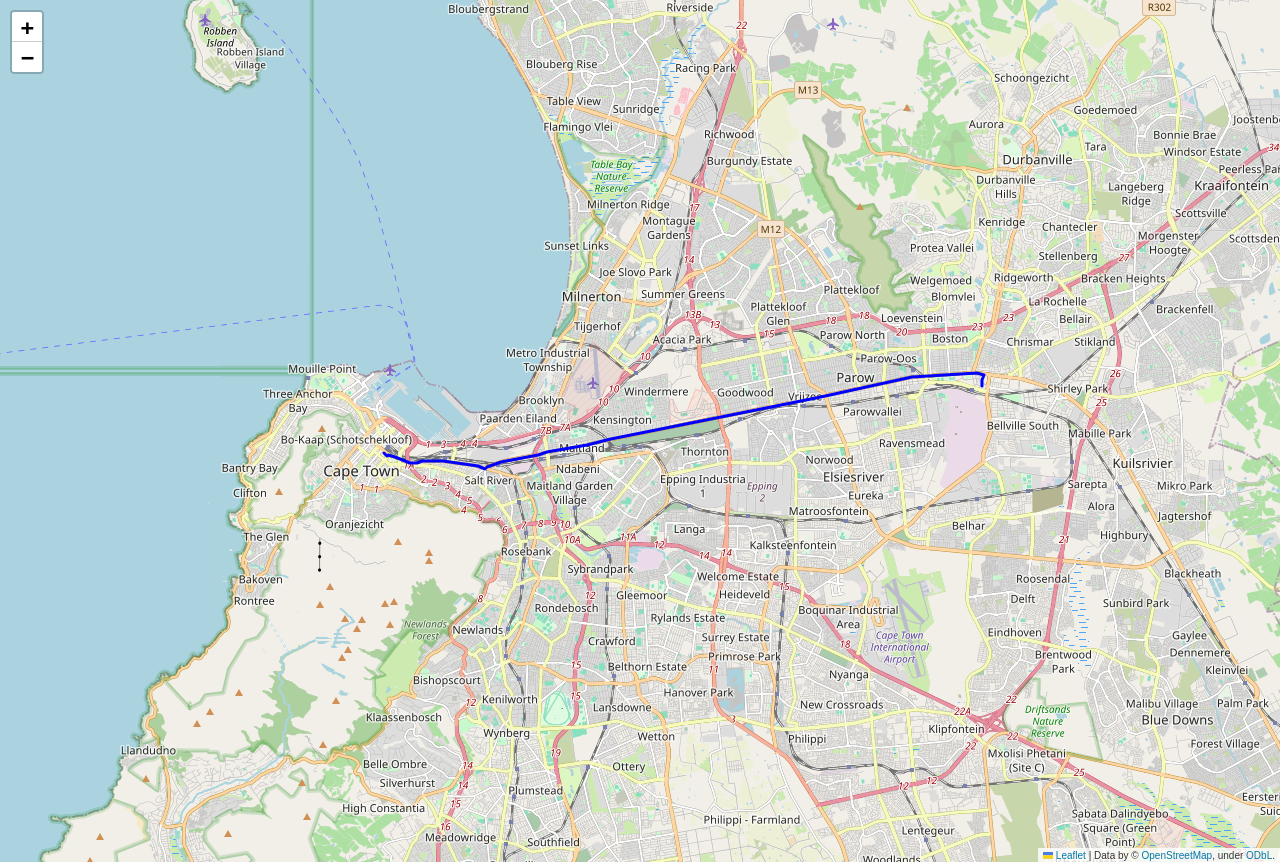 +
−
Robben
Island
Robben Island
Village
Bloubergstrand
Riverside
22
R302
Racing Park
Blouberg Rise
Schoongezicht
M13
Table View
Sunridge
Goedemoed
Joostenb
Flamingo Vlei
Aurora
Richwood
Bonnie Brae
Tara
34
Burgundy Estate
Durbanville
Windsor Estate
Table Bay
Nature
Reserve
Peerless Par
Durbanville
Hills
Langeberg
Ridge
Kraaifontein
Milnerton Ridge
17
Montague
Gardens
Kenridge
Chantecler
Scottsville
M12
Sunset Links
Protea Vallei
Morgenster
Hoogte
Scottsden
Stellenberg
27
14
Joe Slovo Park
Welgemoed
Ridgeworth
Bracken Heights
Milnerton
Summer Greens
Plattekloof
Blomvlei
La Rochelle
Plattekloof
Glen
Brackenfell
13B
13
18
18
Loevenstein
23
Bellair
Tijgerhof
15
20
23
Acacia Park
Parow North
Boston
Chrismar
Stikland
Metro Industrial
Township
10
Parow-Oos
Mouille Point
26
Parow
Three Anchor
Bay
10
Windermere
Goodwood
Vrijzee
Shirley Park
Brooklyn
10
25
Paarden Eiland
Kensington
Parowvallei
7B
7A
Bellville South
Mabille Park
Bo-Kaap (Schotschekloof)
1
3
4
4
Maitland
Ravensmead
Thornton
Bantry Bay
Cape Town
Ndabeni
Norwood
Kuilsrivier
Salt River
Epping Industria
1
Epping
2
Elsiesriver
Sarepta
Mikro Park
Clifton
1
1
2
2
3
4
5
Maitland Garden
Village
Eureka
Alora
Oranjezicht
4
5
6
7
8
9
10
Matroosfontein
Jagtershof
Langa
Belhar
The Glen
10A
11A
12
Kalksteenfontein
21
Highbury
Rosebank
14
14
Bakoven
Sybrandpark
Welcome Estate
15
Roosendal
Blackheath
Rontree
8
12
Gleemoor
Heideveld
Delft
Sunbird Park
Rondebosch
Boquinar Industrial
Area
Newlands
Forest
Rylands Estate
Newlands
Crawford
Surrey Estate
18
Cape Town
International
Airport
Eindhoven
Gaylee
Dennemere
Primrose Park
Brentwood
Park
15
Belthorn Estate
11
Nyanga
Kleinvlei
Bishopscourt
Hanover Park
22
Kenilworth
15
12
Lansdowne
New Crossroads
22A
Driftsands
Nature
Reserve
Malibu Village
Palm Park
Klaassenbosch
3
22
22
Blue Downs
Wynberg
Wetton
Philippi
Klipfontein
22
Llandudno
19
Forest Village
Mxolisi Phetani
(Site C)
Belle Ombre
14
Ottery
12
12
25
Silverhurst
14
Plumstead
Eersteri
High Constantia
15
Philippi - Farmland
Sabata Dalindyebo
Square (Green
Point)
Suid
Meadowridge
16
Southfield
Lentegeur
Woodlands
Leaflet | Data by © OpenStreetMap, under ODbL.